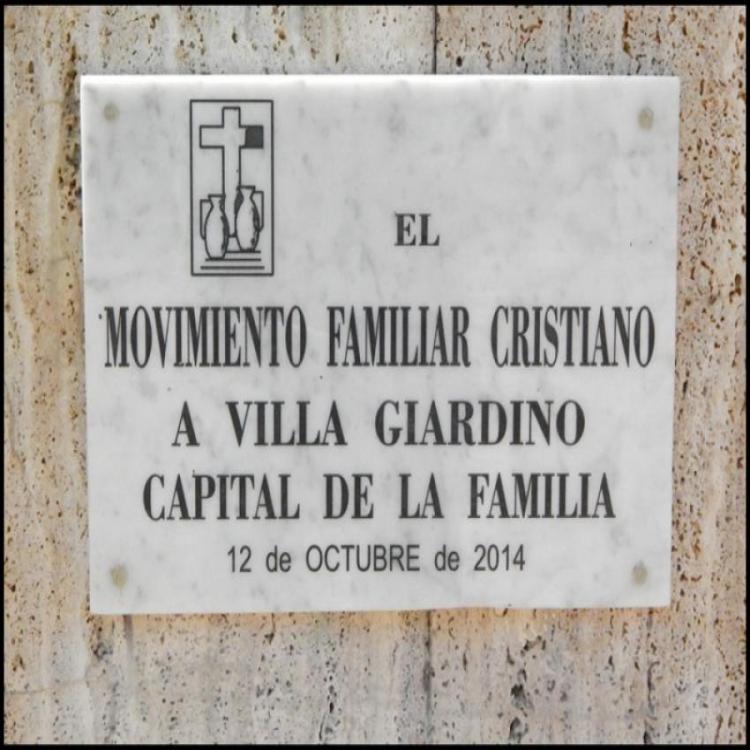 EL
MOVIMIENTO FAMILIAR CRISTIANO
A VILLA GIARDINO
CAPITAL DE LA FAMILIA
12 de OCTUBRE de 2014